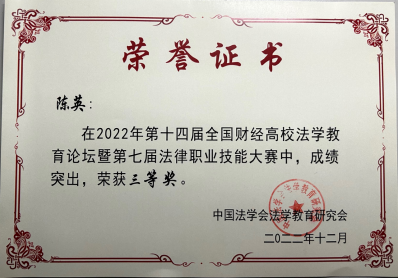 荣誉证书
陈英：
在2022年第十四届全国财经高校法学教
育论坛暨第七届法律职业技能大赛中，成绩
突出，荣获三等奖。
中国法学会法学教育研究会
二〇二二年十二月